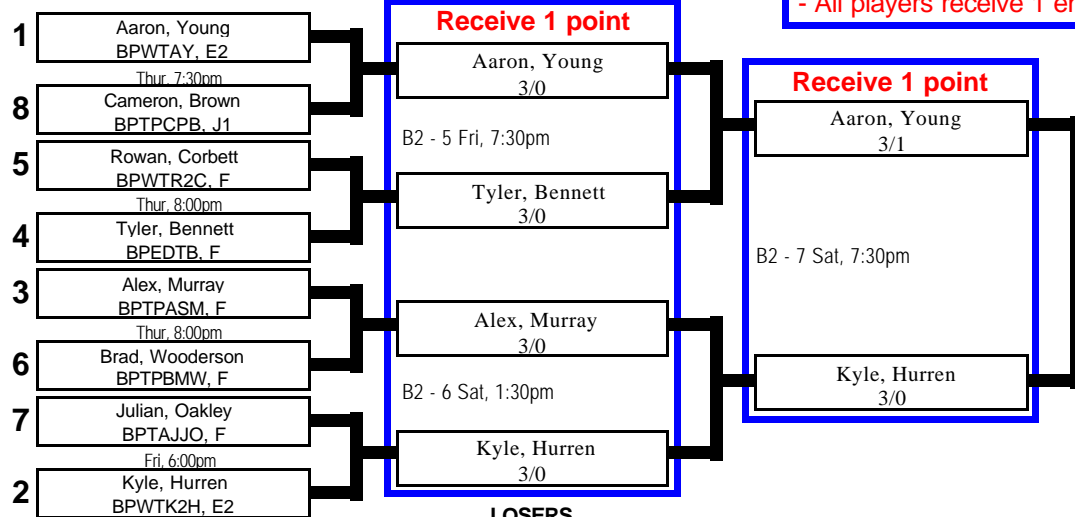 - All players receive 1 en
Receive 1 point
Receive 1 point
1
Aaron, Young
BPWTAY, E2
Thur, 7:30pm
8
Cameron, Brown
BPTPCPB, J1
5
Rowan, Corbett
BPWTR2C, F
Thur, 8:00pm
4
Tyler, Bennett
BPEDTB, F
3
Alex, Murray
BPTPASM, F
Thur, 8:00pm
6
Brad, Wooderson
BPTPBMW, F
7
Julian, Oakley
BPTAJJO, F
Fri, 6:00pm
2
Kyle, Hurren
BPWTK2H, E2
Aaron, Young
3/0
B2 - 5 Fri, 7:30pm
Tyler, Bennett
3/0
Alex, Murray
3/0
B2 - 6 Sat, 1:30pm
Kyle, Hurren
3/0
Aaron, Young
3/1
B2 - 7 Sat, 7:30pm
Kyle, Hurren
3/0
LOSERS